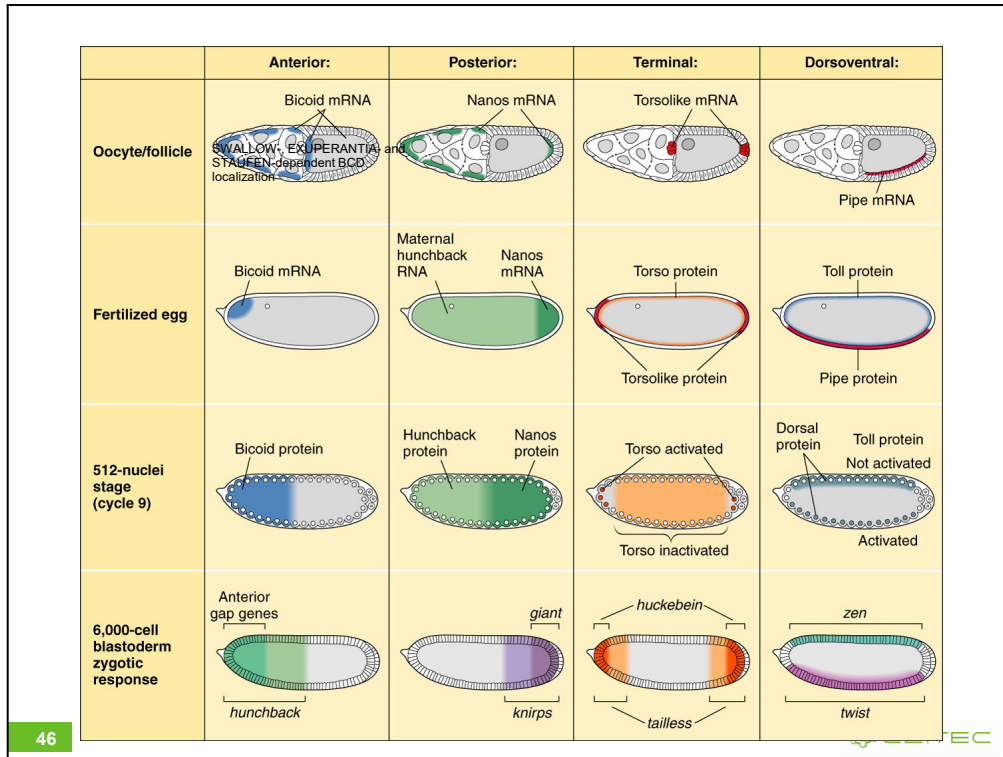 Anterior:
Posterior:
Terminal:
Dorsoventral:
Oocyte/follicle
Bicoid mRNA
SWALLOW-, EXUPERANTIA- and
STAUFEN-dependent BCD
localization
Nanos mRNA
Torsolike mRNA
Pipe mRNA
Fertilized egg
Bicoid mRNA
Maternal
hunchback
RNA
Nanos
mRNA
Torso protein
Torsolike protein
Toll protein
Pipe protein
512-nuclei
stage
(cycle 9)
Bicoid protein
Hunchback
protein
Nanos
protein
Torso activated
Torso inactivated
Dorsal
protein
Toll protein
Not activated
Activated
6,000-cell
blastoderm
zygotic
response
Anterior
gap genes
hunchback
giant
knirps
huckebein
tailless
zen
twist
46